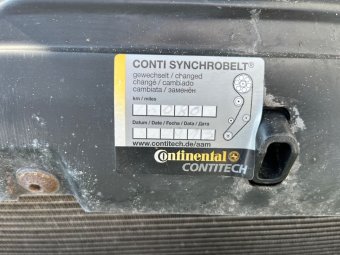 CONTI SYNCHROBELT®
gewechselt / changed
changé / cambiado
cambiata / заменён
km / miles
Datum / Date / Fecha / Data / Дата
www.contitech.de/aam
Continental
CONTITECH